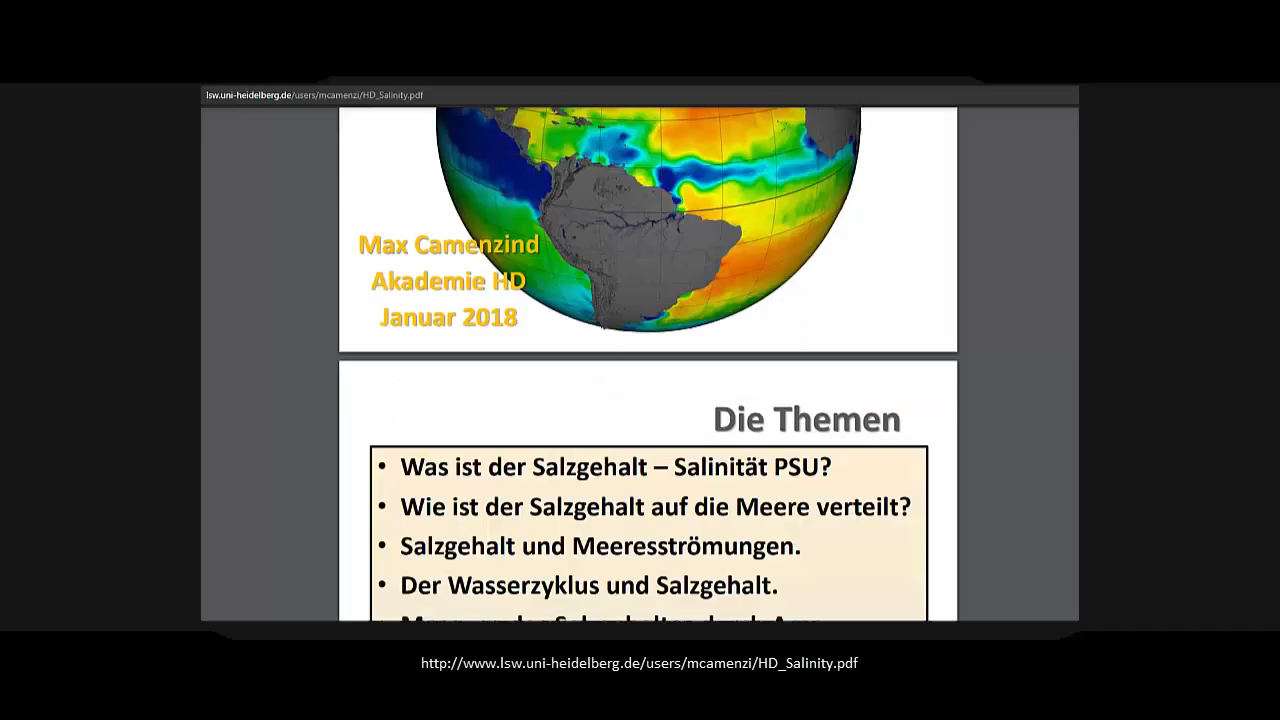 lsw.uni-heidelberg.de/users/mcamenzi/HD_Salinity.pdf
Max Camenzind
Akademie HD
Januar 2018
Die Themen
• Was ist der Salzgehalt – Salinität PSU?
• Wie ist der Salzgehalt auf die Meere verteilt?
• Salzgehalt und Meeresströmungen.
• Der Wasserzyklus und Salzgehalt.
http://www.lsw.uni-heidelberg.de/users/mcamenzi/HD_Salinity.pdf